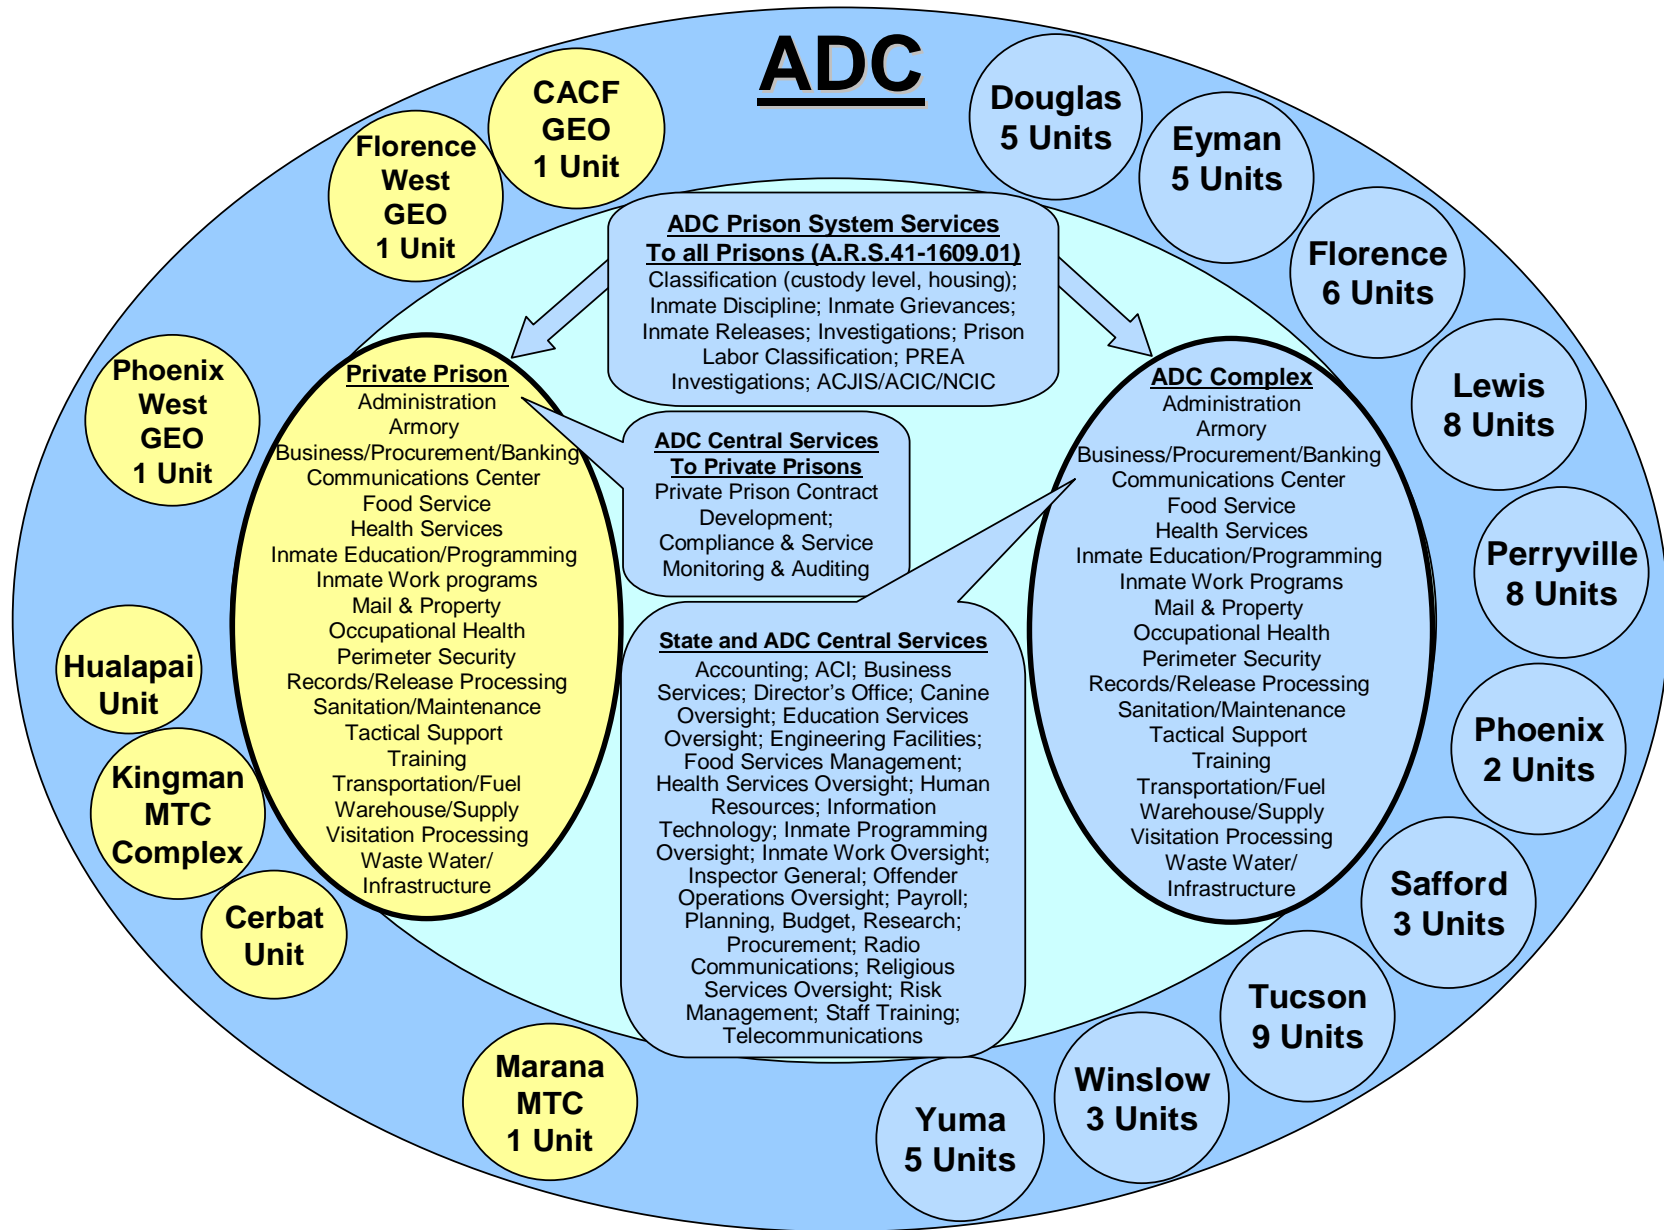 ADC
CACF
GEO
1 Unit
Florence
West
GEO
1 Unit
Phoenix
West
GEO
1 Unit
Hualapai
Unit
Kingman
MTC
Complex
Cerbat
Unit
Marana
MTC
1 Unit
ADC Prison System Services
To all Prisons (A.R.S.41-1609.01)
Classification (custody level, housing);
Inmate Discipline; Inmate Grievances;
Inmate Releases; Investigations; Prison
Labor Classification; PREA
Investigations; ACJIS/ACIC/NCIC
Private Prison
Administration
Armory
Business/Procurement/Banking
Communications Center
Food Service
Health Services
Inmate Education/Programming
Inmate Work programs
Mail & Property
Occupational Health
Perimeter Security
Records/Release Processing
Sanitation/Maintenance
Tactical Support
Training
Transportation/Fuel
Warehouse/Supply
Visitation Processing
Waste Water/
Infrastructure
ADC Central Services
To Private Prisons
Private Prison Contract
Development;
Compliance & Service
Monitoring & Auditing
State and ADC Central Services
Accounting; ACI; Business
Services; Director's Office; Canine
Oversight; Education Services
Oversight; Engineering Facilities;
Food Services Management;
Health Services Oversight; Human
Resources; Information
Technology; Inmate Programming
Oversight; Inmate Work Oversight;
Inspector General; Offender
Operations Oversight; Payroll;
Planning, Budget, Research;
Procurement; Radio
Communications; Religious
Services Oversight; Risk
Management; Staff Training;
Telecommunications
ADC Complex
Administration
Armory
Business/Procurement/Banking
Communications Center
Food Service
Health Services
Inmate Education/Programming
Inmate Work Programs
Mail & Property
Occupational Health
Perimeter Security
Records/Release Processing
Sanitation/Maintenance
Tactical Support
Training
Transportation/Fuel
Warehouse/Supply
Visitation Processing
Waste Water/
Infrastructure
Douglas
5 Units
Eyman
5 Units
Florence
6 Units
Lewis
8 Units
Perryville
8 Units
Phoenix
2 Units
Safford
3 Units
Tucson
9 Units
Winslow
3 Units
Yuma
5 Units